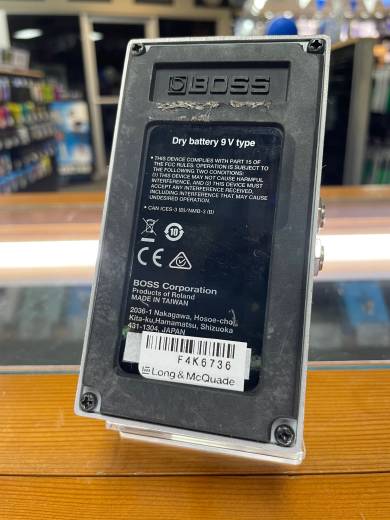 BOSS
Dry battery 9 V type
• THIS DEVICE COMPLIES WITH PART 15 OF
THE FCC RULES. OPERATION IS SUBJECT TO
THE FOLLOWING TWO CONDITIONS:
(1) THIS DEVICE MAY NOT CAUSE HARMFUL
INTERFERENCE, AND (2) THIS DEVICE MUST
ACCEPT ANY INTERFERENCE RECEIVED,
INCLUDING INTERFERENCE THAT MAY CAUSE
UNDESIRED OPERATION.
• CAN ICES-3 (B)/NMB-3 (B)
10
CE
BOSS Corporation
Products of Roland
MADE IN TAIWAN
2036-1 Nakagawa, Hosoe-cho,
Kita-ku, Hamamatsu, Shizuoka
431-1304, JAPAN
F4K6736
Long & McQuade